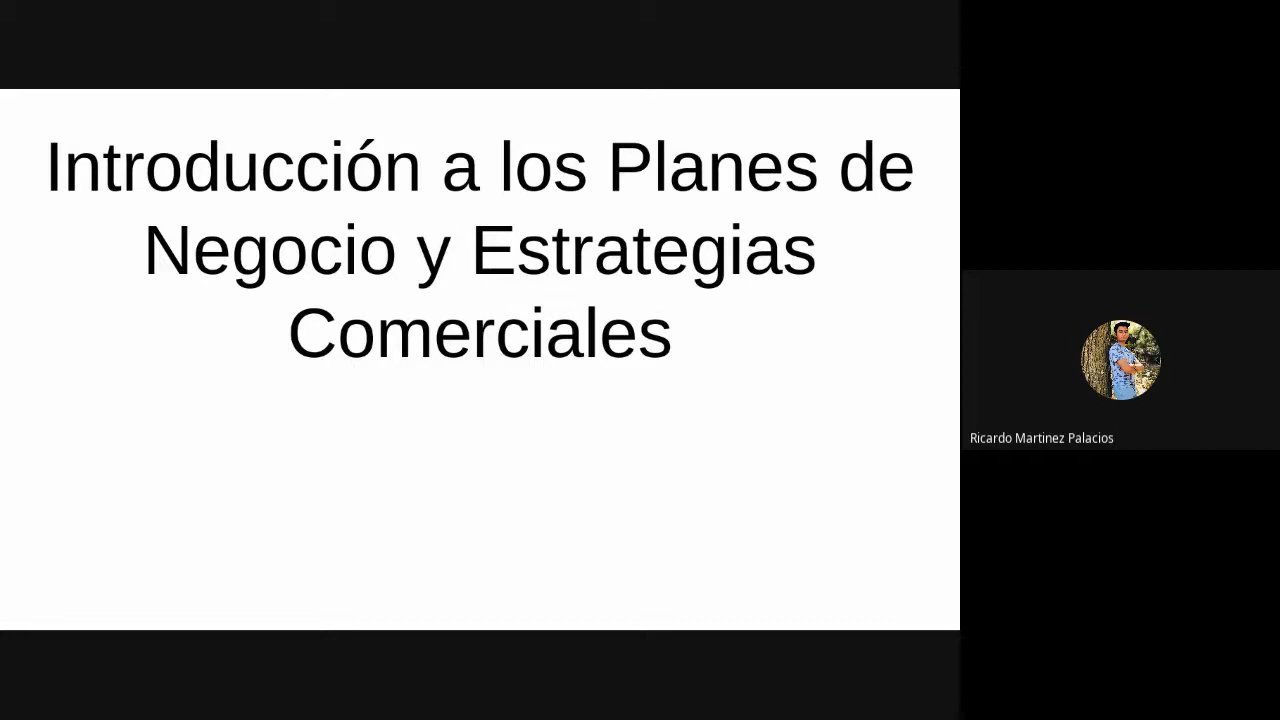 Introducción a los Planes de
Negocio y Estrategias
Comerciales
Ricardo Martinez Palacios